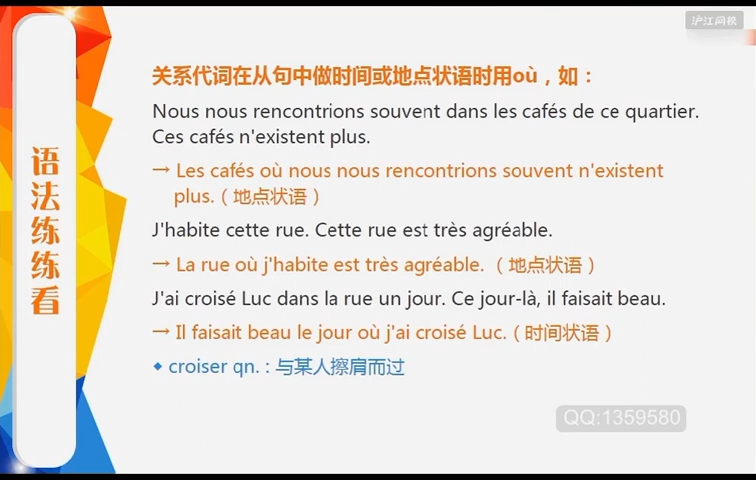 沪江网校
语法练练看
关系代词在从句中做时间或地点状语时用où，如：
Nous nous rencontrions souvent dans les cafés de ce quartier.
Ces cafés n'existent plus.
→ Les cafés où nous nous rencontrions souvent n'existent
plus.（地点状语）
J'habite cette rue. Cette rue est très agréable.
→ La rue où j'habite est très agréable. （地点状语）
J'ai croisé Luc dans la rue un jour. Ce jour-là, il faisait beau.
→ Il faisait beau le jour où j'ai croisé Luc.（时间状语）
◆ croiser qn. : 与某人擦肩而过
QQ:1359580